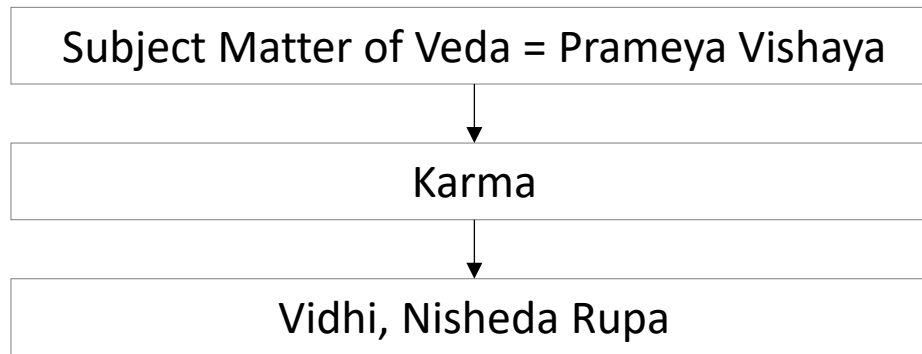 Subject Matter of Veda = Prameya Vishaya
Karma
Vidhi, Nisheda Rupa